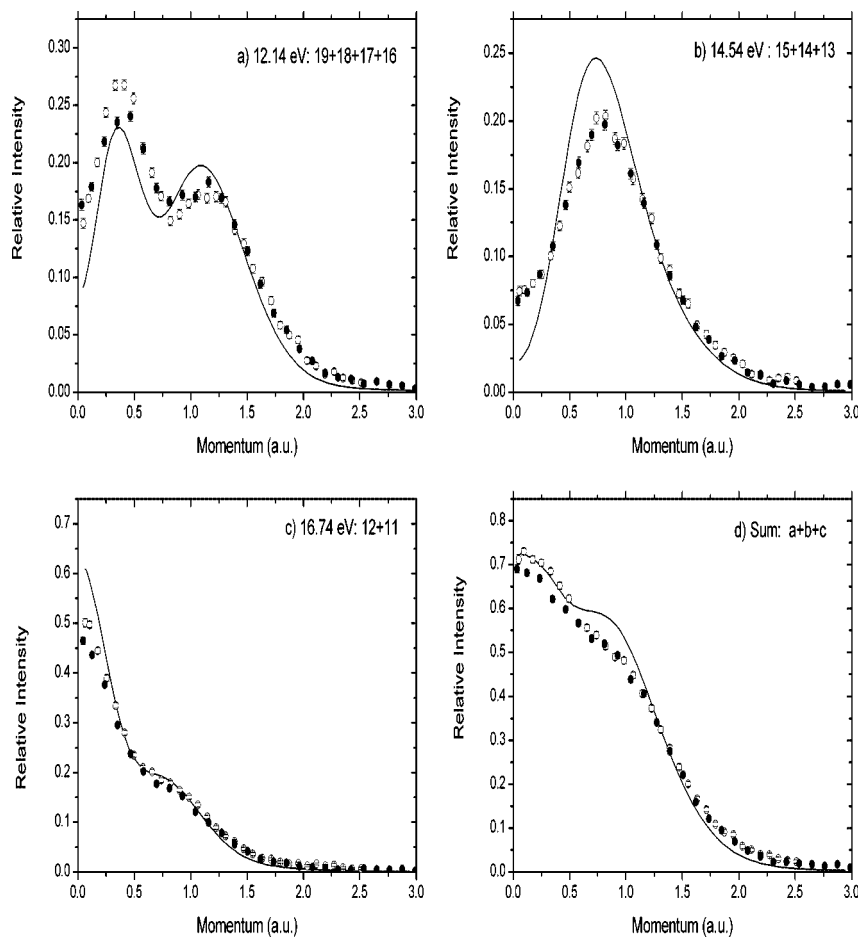 a) 12.14 eV: 19+18+17+16
Relative Intensity
0.30
0.25
0.20
0.15
0.10
0.05
0.00
0.0 0.5 1.0 1.5 2.0 2.5 3.0
Momentum (a.u.)
b) 14.54 eV : 15+14+13
Relative Intensity
0.25
0.20
0.15
0.10
0.05
0.00
0.0 0.5 1.0 1.5 2.0 2.5 3.0
Momentum (a.u.)
c) 16.74 eV: 12+11
Relative Intensity
0.7
0.6
0.5
0.4
0.3
0.2
0.1
0.0
0.0 0.5 1.0 1.5 2.0 2.5 3.0
Momentum (a.u.)
d) Sum: a+b+c
Relative Intensity
0.8
0.7
0.6
0.5
0.4
0.3
0.2
0.1
0.0
0.0 0.5 1.0 1.5 2.0 2.5 3.0
Momentum (a.u.)